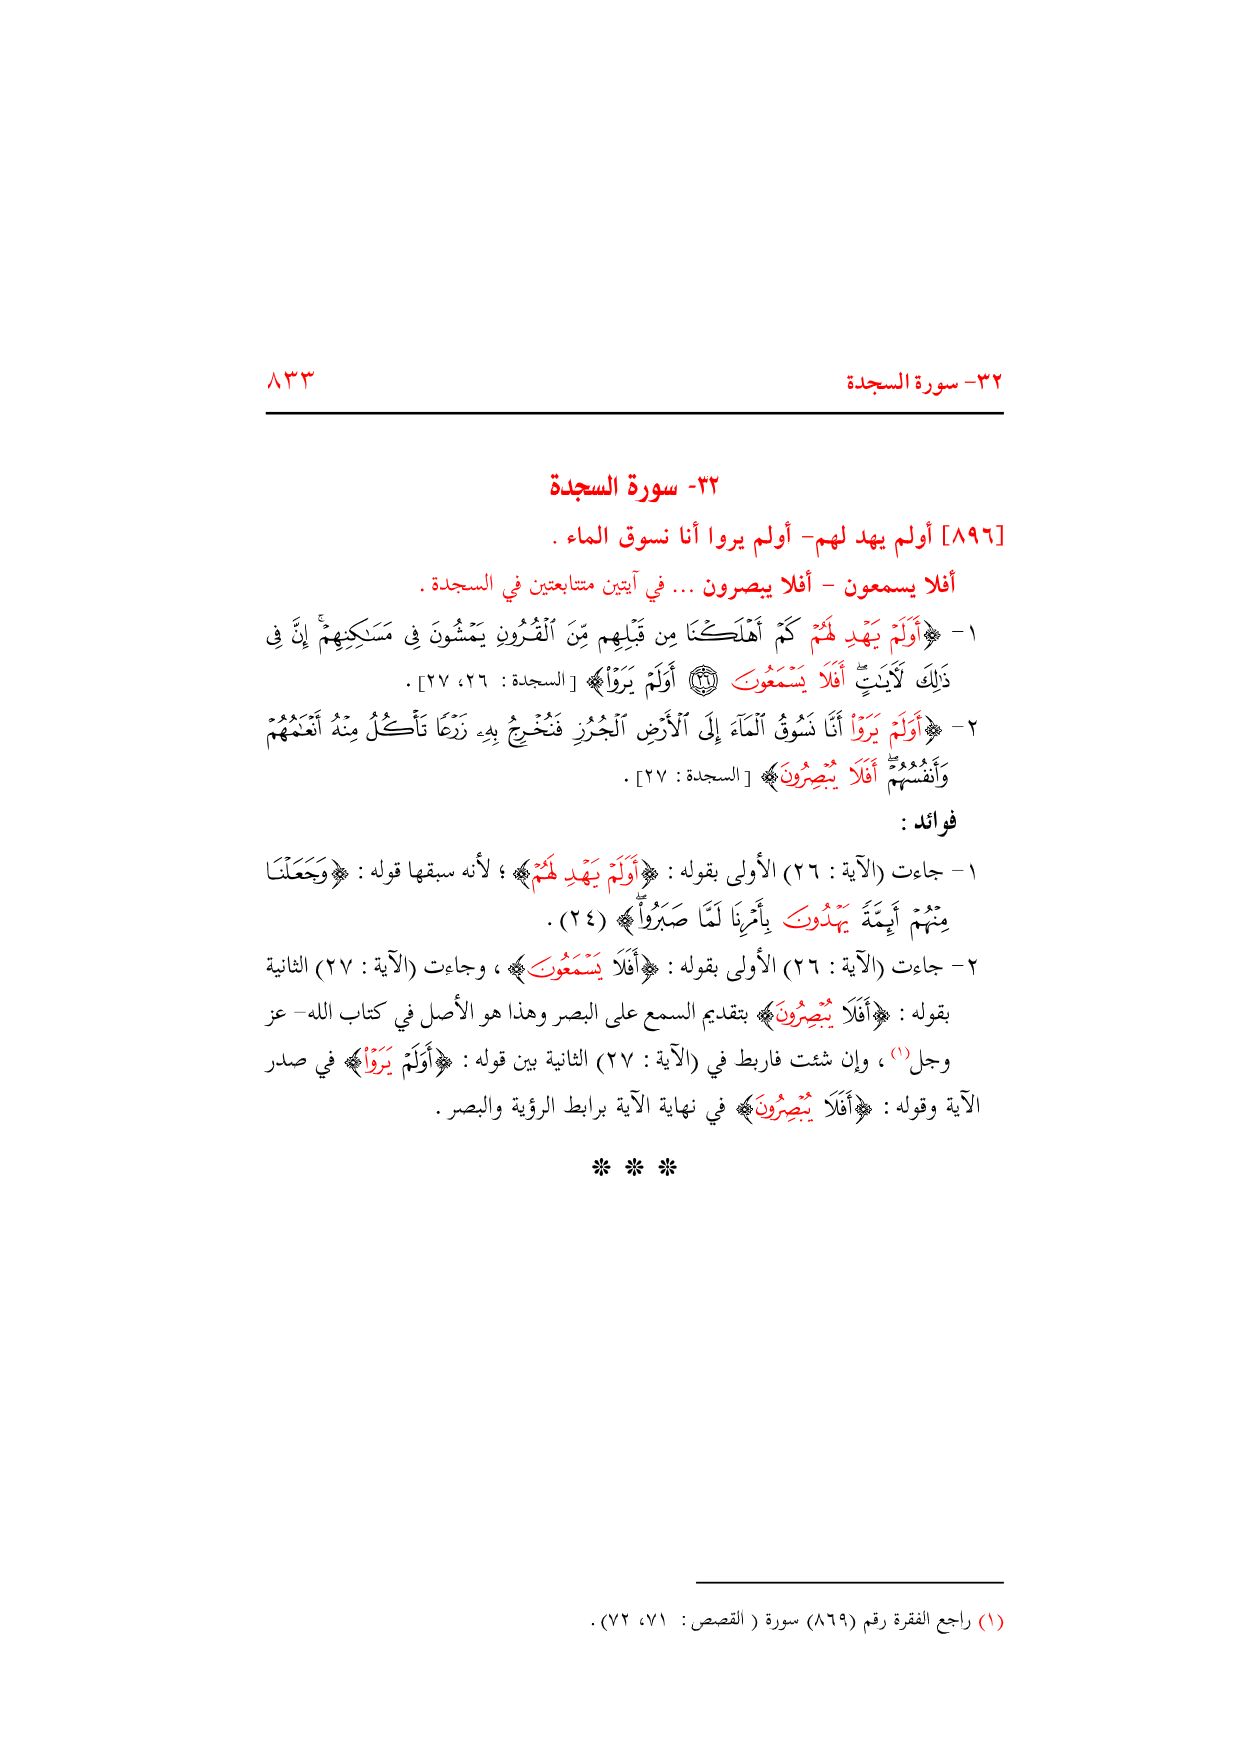 ٣٢- سورة السجدة ٨٣٣
٣٢- سورة السجدة
[٨٩٦] أولم يهد لهم- أولم يروا أنا نسوق الماء .
أفلا يسمعون - أفلا يبصرون ... في آيتين متتابعتين في السجدة .
١- ﴿أَوَلَمْ يَهْدِ لَهُمْ كَمْ أَهْلَكْنَا مِن قَبْلِهِم مِّنَ ٱلْقُرُونِ يَمْشُونَ فِى مَسَـٰكِنِهِمْ ۚ إِنَّ فِى
ذَٰلِكَ لَـَٔايَـٰتٍ ۖ أَفَلَا يَسْمَعُونَ ۝٢٦ أَوَلَمْ يَرَوْا۟﴾ [ السجدة : ٢٦، ٢٧] .
٢- ﴿أَوَلَمْ يَرَوْا۟ أَنَّا نَسُوقُ ٱلْمَآءَ إِلَى ٱلْأَرْضِ ٱلْجُرُزِ فَنُخْرِجُ بِهِۦ زَرْعًا تَأْكُلُ مِنْهُ أَنْعَـٰمُهُمْ
وَأَنفُسُهُمْ ۖ أَفَلَا يُبْصِرُونَ﴾ [ السجدة : ٢٧] .
فوائد :
١- جاءت (الآية : ٢٦) الأولى بقوله : ﴿أَوَلَمْ يَهْدِ لَهُمْ﴾ ؛ لأنه سبقها قوله : ﴿وَجَعَلْنَا
مِنْهُمْ أَئِمَّةً يَهْدُونَ بِأَمْرِنَا لَمَّا صَبَرُوا۟ ۖ﴾ (٢٤) .
٢- جاءت (الآية : ٢٦) الأولى بقوله : ﴿أَفَلَا يَسْمَعُونَ﴾ ، وجاءت (الآية : ٢٧) الثانية
بقوله : ﴿أَفَلَا يُبْصِرُونَ﴾ بتقديم السمع على البصر وهذا هو الأصل في كتاب الله- عز
وجل(١) ، وإن شئت فاربط في (الآية : ٢٧) الثانية بين قوله : ﴿أَوَلَمْ يَرَوْا۟﴾ في صدر
الآية وقوله : ﴿أَفَلَا يُبْصِرُونَ﴾ في نهاية الآية برابط الرؤية والبصر .
❊ ❊ ❊
(١) راجع الفقرة رقم (٨٦٩) سورة ( القصص : ٧١، ٧٢) .